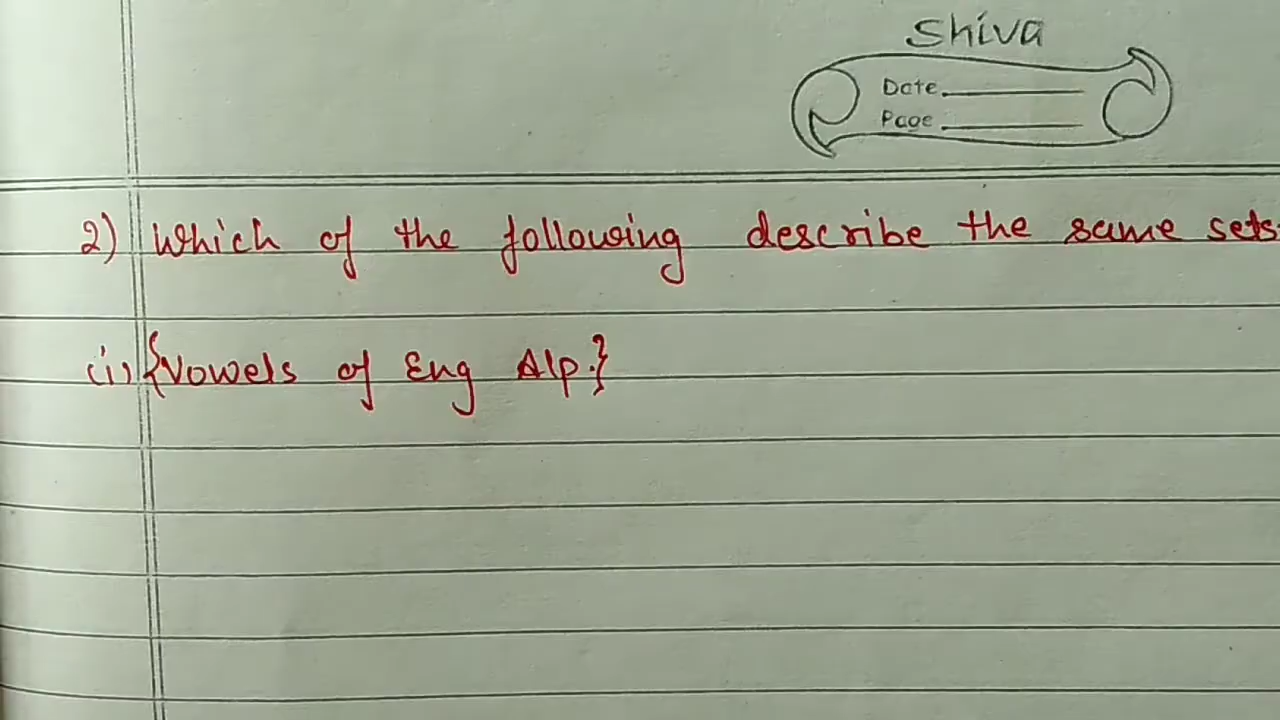 Shiva
Date
Page
2) Which of the following describe the same sets.
(i) {Vowels of Eng Alp.}